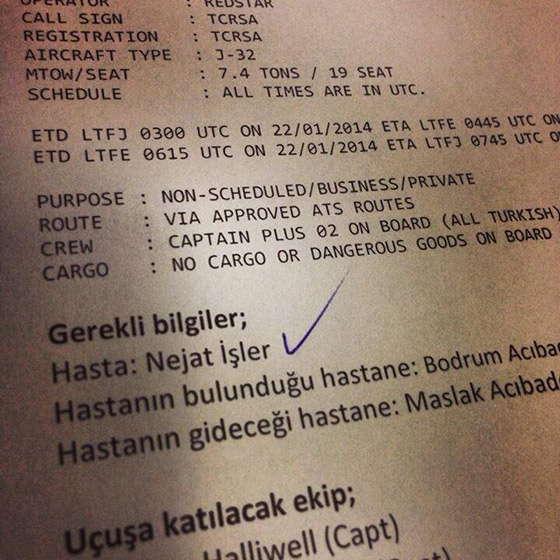 OPERATOR : REDSTAR
CALL SIGN : TCRSA
REGISTRATION : TCRSA
AIRCRAFT TYPE : J-32
MTOW/SEAT : 7.4 TONS / 19 SEAT
SCHEDULE : ALL TIMES ARE IN UTC.
ETD LTFJ 0300 UTC ON 22/01/2014 ETA LTFE 0445 UTC ON
ETD LTFE 0615 UTC ON 22/01/2014 ETA LTFJ 0745 UTC
PURPOSE : NON-SCHEDULED/BUSINESS/PRIVATE
ROUTE : VIA APPROVED ATS ROUTES
CREW : CAPTAIN PLUS 02 ON BOARD (ALL TURKISH)
CARGO : NO CARGO OR DANGEROUS GOODS ON BOARD
Gerekli bilgiler;
Hasta: Nejat İşler
Hastanın bulunduğu hastane: Bodrum Acıba
Hastanın gideceği hastane: Maslak Acıbad
Uçuşa katılacak ekip;
Halliwell (Capt)